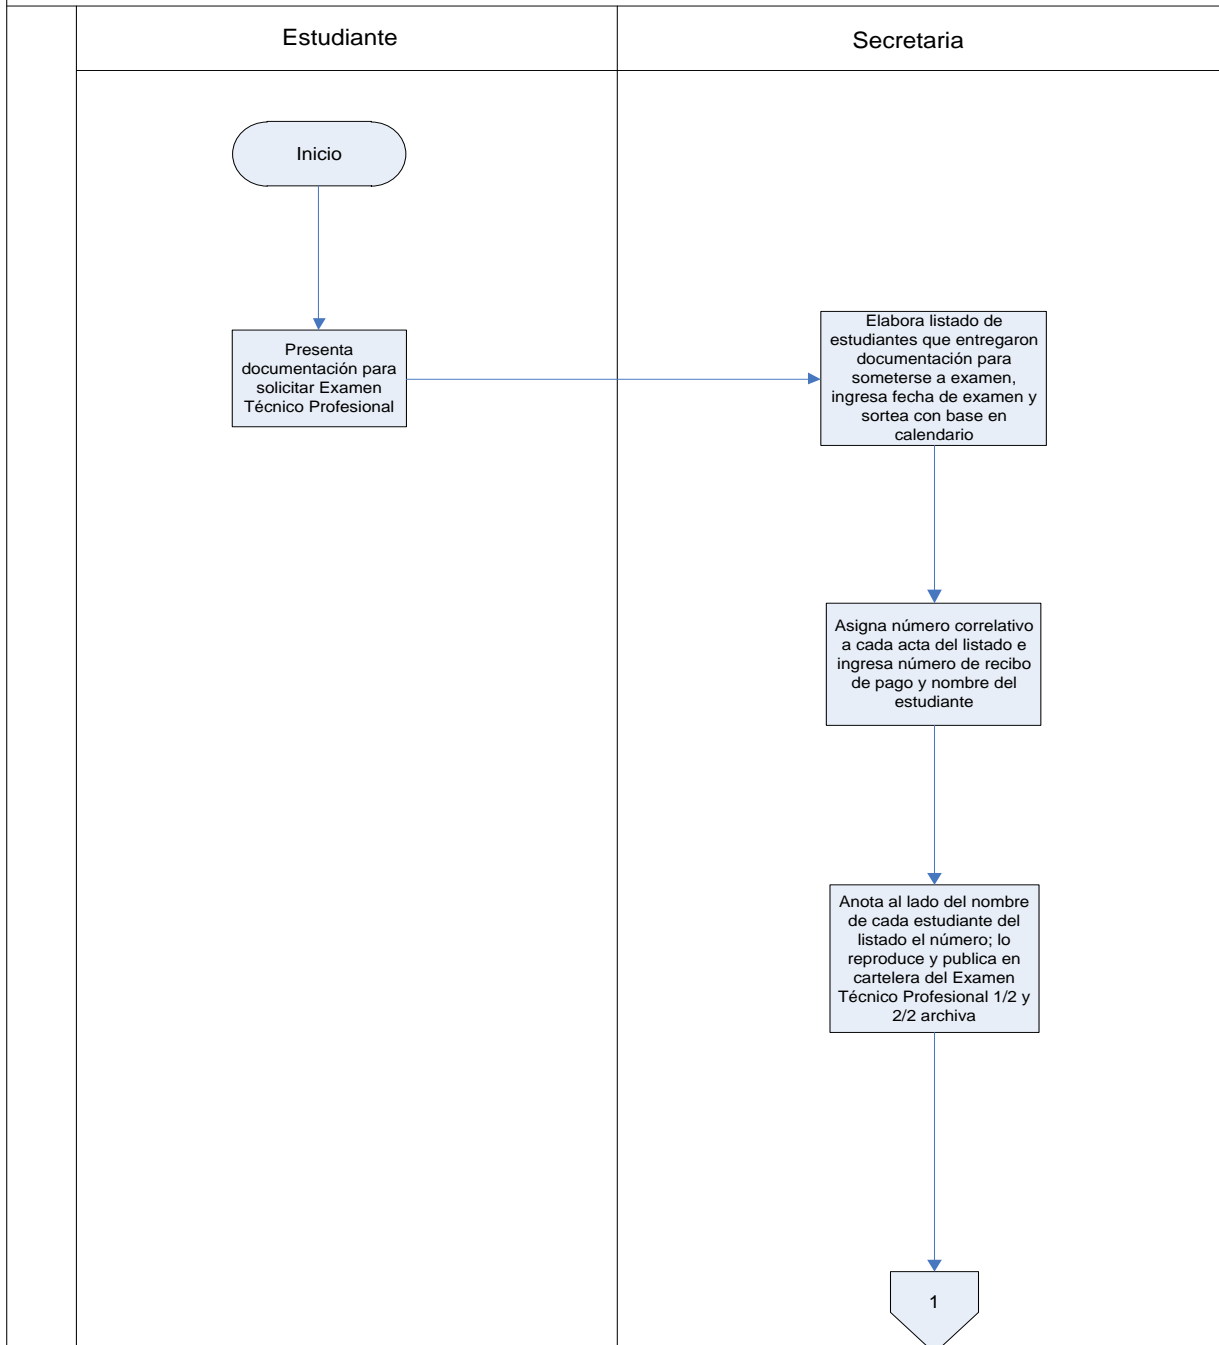 Estudiante
Secretaria
Inicio
Presenta
documentación para
solicitar Examen
Técnico Profesional
Elabora listado de
estudiantes que entregaron
documentación para
someterse a examen,
ingresa fecha de examen y
sortea con base en
calendario
Asigna número correlativo
a cada acta del listado e
ingresa número de recibo
de pago y nombre del
estudiante
Anota al lado del nombre
de cada estudiante del
listado el número; lo
reproduce y publica en
cartelera del Examen
Técnico Profesional 1/2 y
2/2 archiva
1